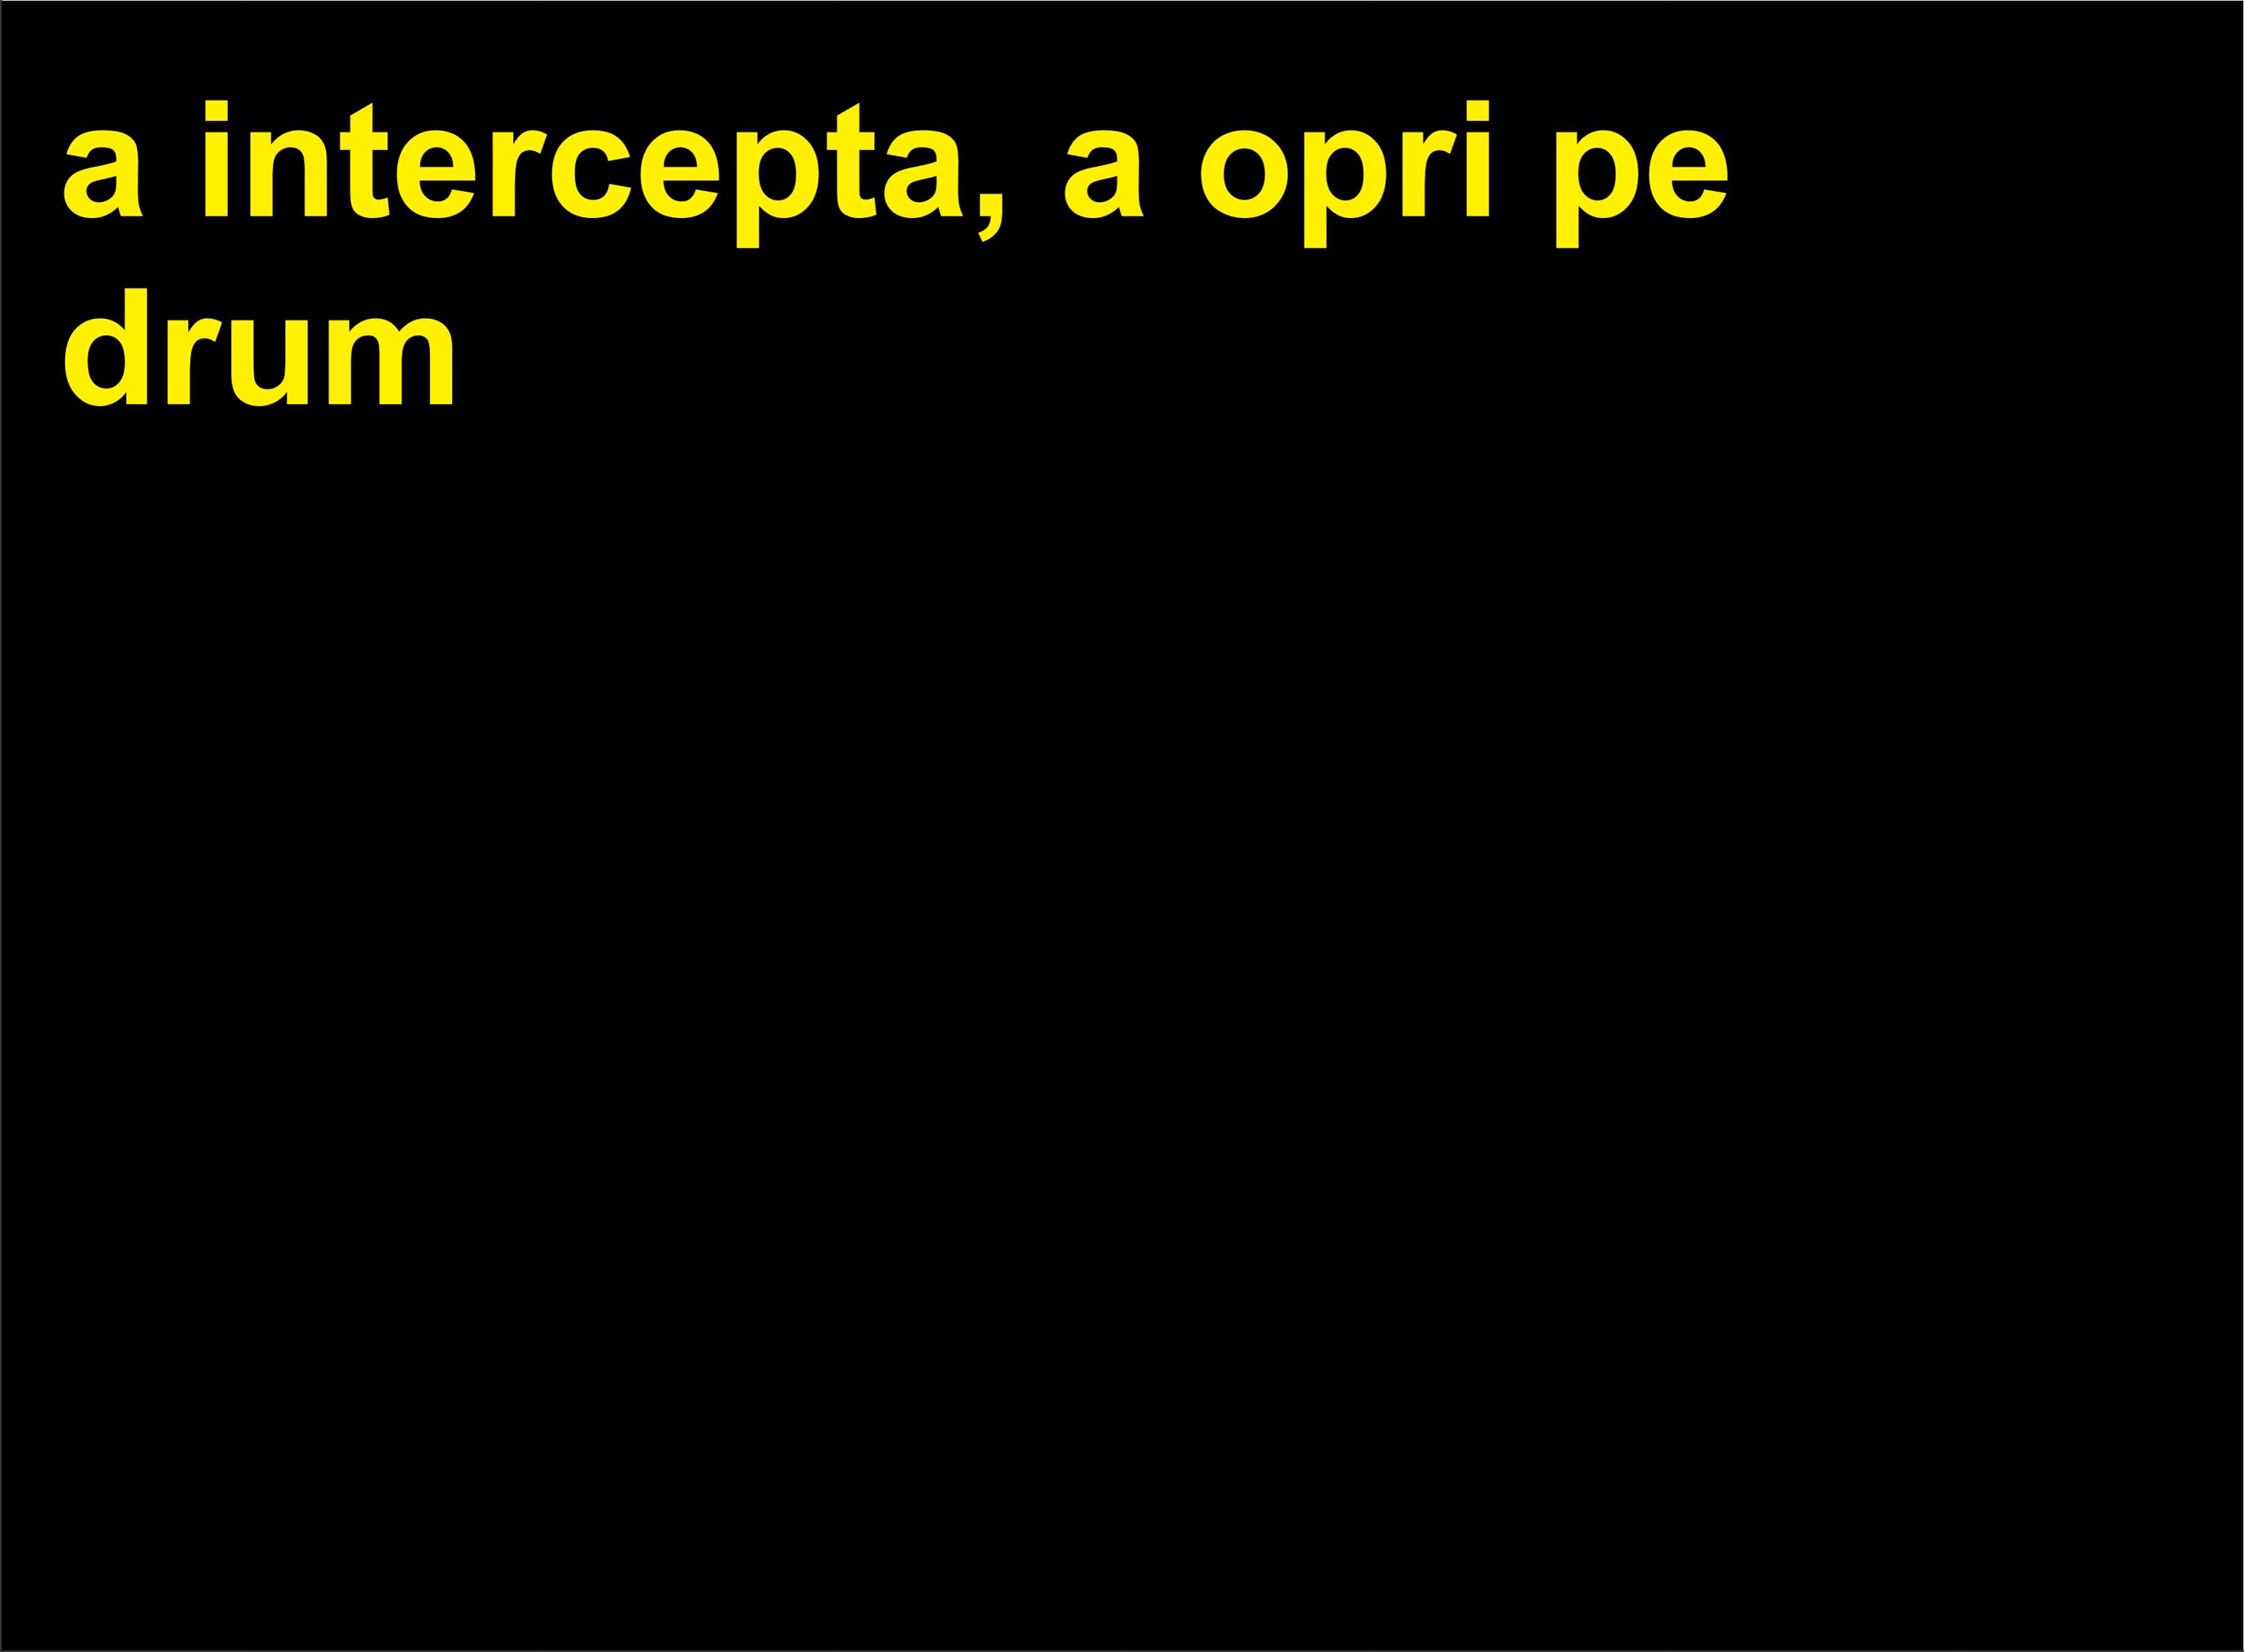 a intercepta, a opri pe
drum